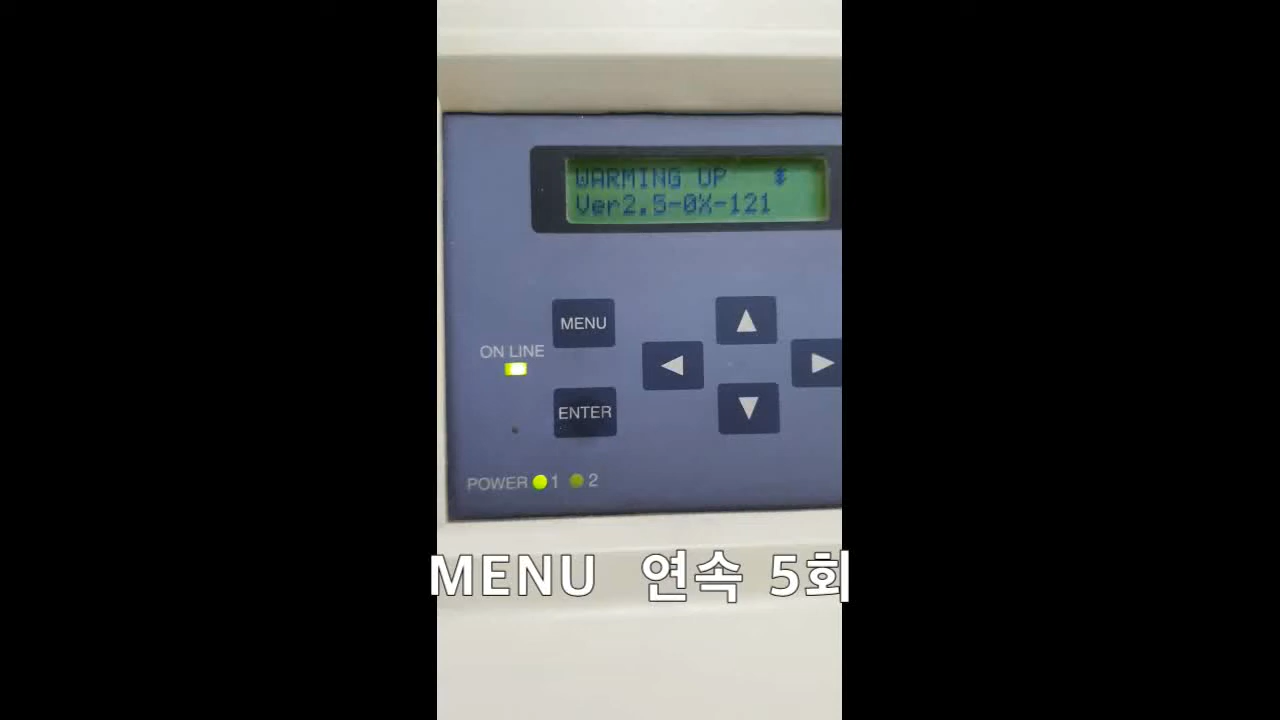 WARMING UP
Ver2.5-0X-121
MENU
ON LINE
ENTER
POWER 1 2
MENU 연속 5회